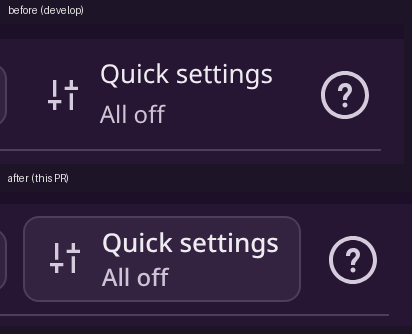 before (develop)
Quick settings
All off
?
after (this PR)
Quick settings
All off
?